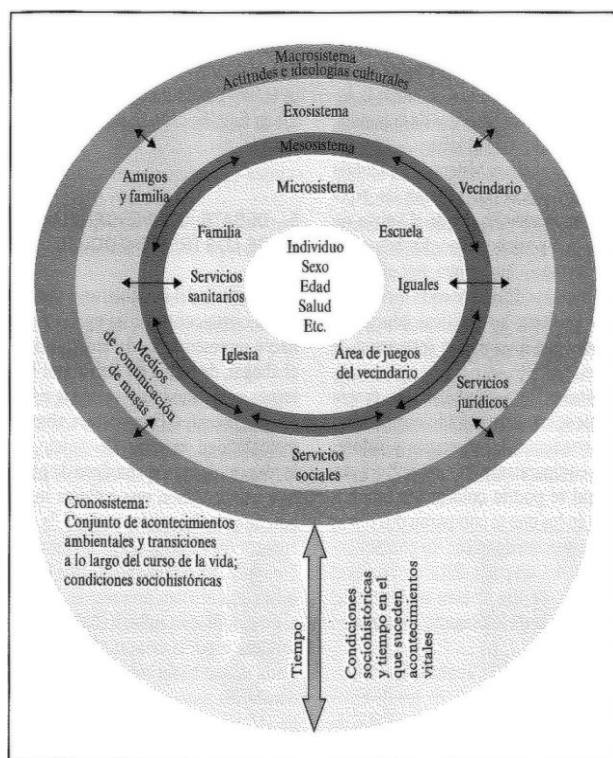 Macrosistema
Actitudes e ideologías culturales
Exosistema
Mesosistema
Amigos
y familia
Vecindario
Microsistema
Familia
Escuela
Individuo
Sexo
Edad
Salud
Etc.
Servicios
sanitarios
Iguales
Iglesia
Área de juegos
del vecindario
Medios
de comunicación
de masas
Servicios
jurídicos
Servicios
sociales
Cronosistema:
Conjunto de acontecimientos
ambientales y transiciones
a lo largo del curso de la vida;
condiciones sociohistóricas
Tiempo
Condiciones
sociohistóricas
y tiempo en el
que suceden
acontecimientos
vitales